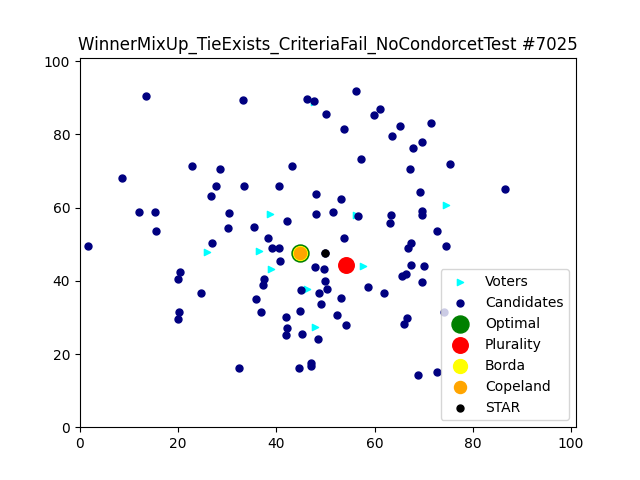 WinnerMixUp_TieExists_CriteriaFail_NoCondorcetTest #7025
100
80
60
40
20
0
0 20 40 60 80 100
Voters
Candidates
Optimal
Plurality
Borda
Copeland
STAR